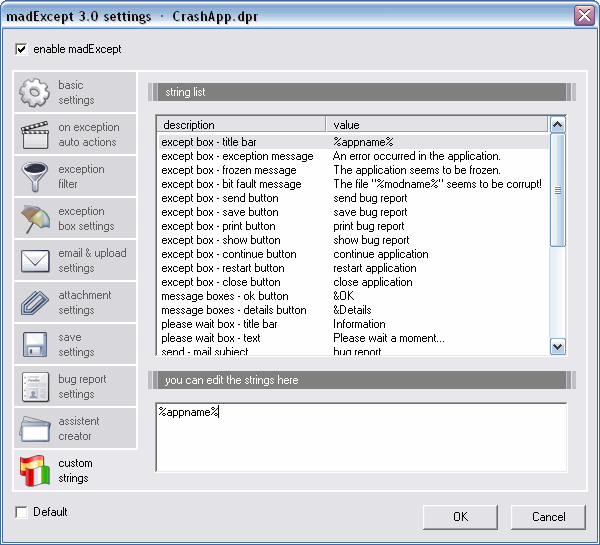 madExcept 3.0 settings · CrashApp.dpr
enable madExcept
basic
settings
on exception
auto actions
exception
filter
exception
box settings
email & upload
settings
attachment
settings
save
settings
bug report
settings
assistent
creator
custom
strings
string list
description value
except box - title bar %appname%
except box - exception message An error occurred in the application.
except box - frozen message The application seems to be frozen.
except box - bit fault message The file "%modname%" seems to be corrupt!
except box - send button send bug report
except box - save button save bug report
except box - print button print bug report
except box - show button show bug report
except box - continue button continue application
except box - restart button restart application
except box - close button close application
message boxes - ok button &OK
message boxes - details button &Details
please wait box - title bar Information
please wait box - text Please wait a moment...
send - mail subject bug report
you can edit the strings here
%appname%
Default
OK Cancel